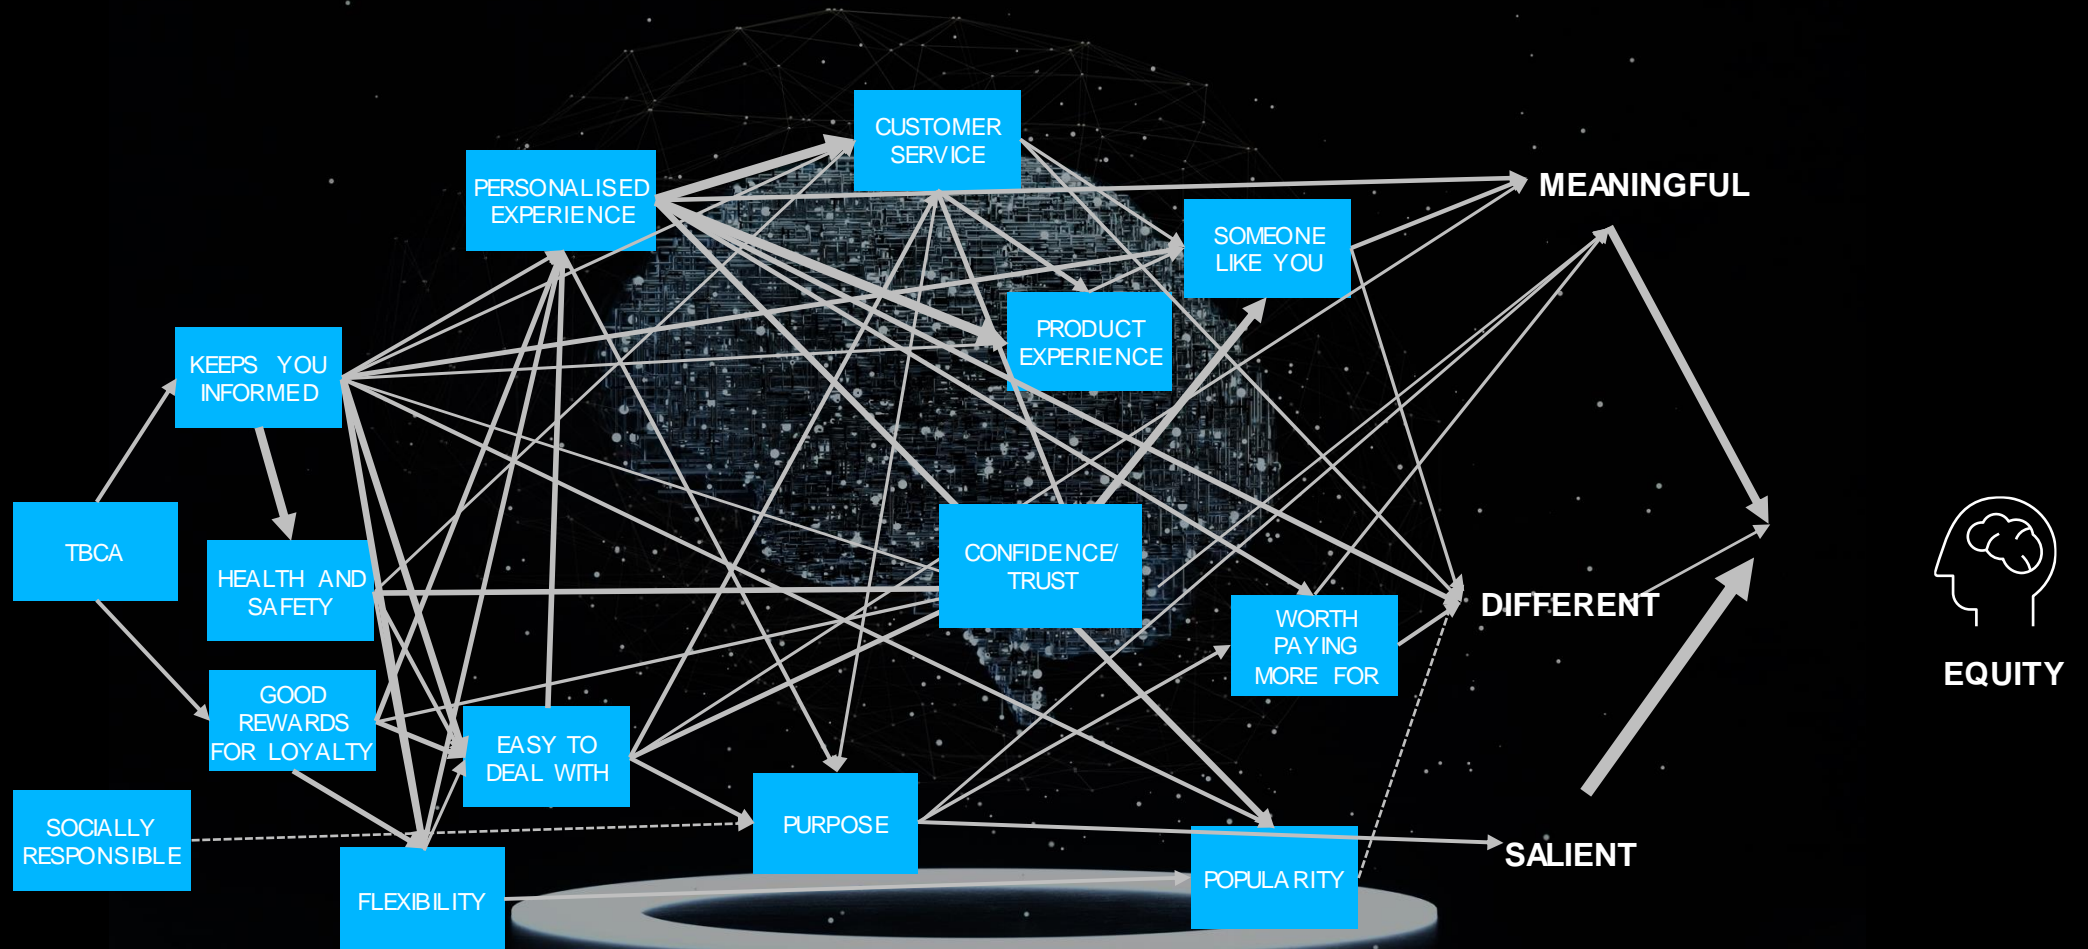 CUSTOMER
SERVICE
PERSONALISED
EXPERIENCE
MEANINGFUL
SOMEONE
LIKE YOU
PRODUCT
EXPERIENCE
KEEPS YOU
INFORMED
TBCA
HEALTH AND
SAFETY
CONFIDENCE/
TRUST
DIFFERENT
WORTH
PAYING
MORE FOR
EQUITY
GOOD
REWARDS
FOR LOYALTY
EASY TO
DEAL WITH
SOCIALLY
RESPONSIBLE
PURPOSE
SALIENT
POPULARITY
FLEXIBILITY